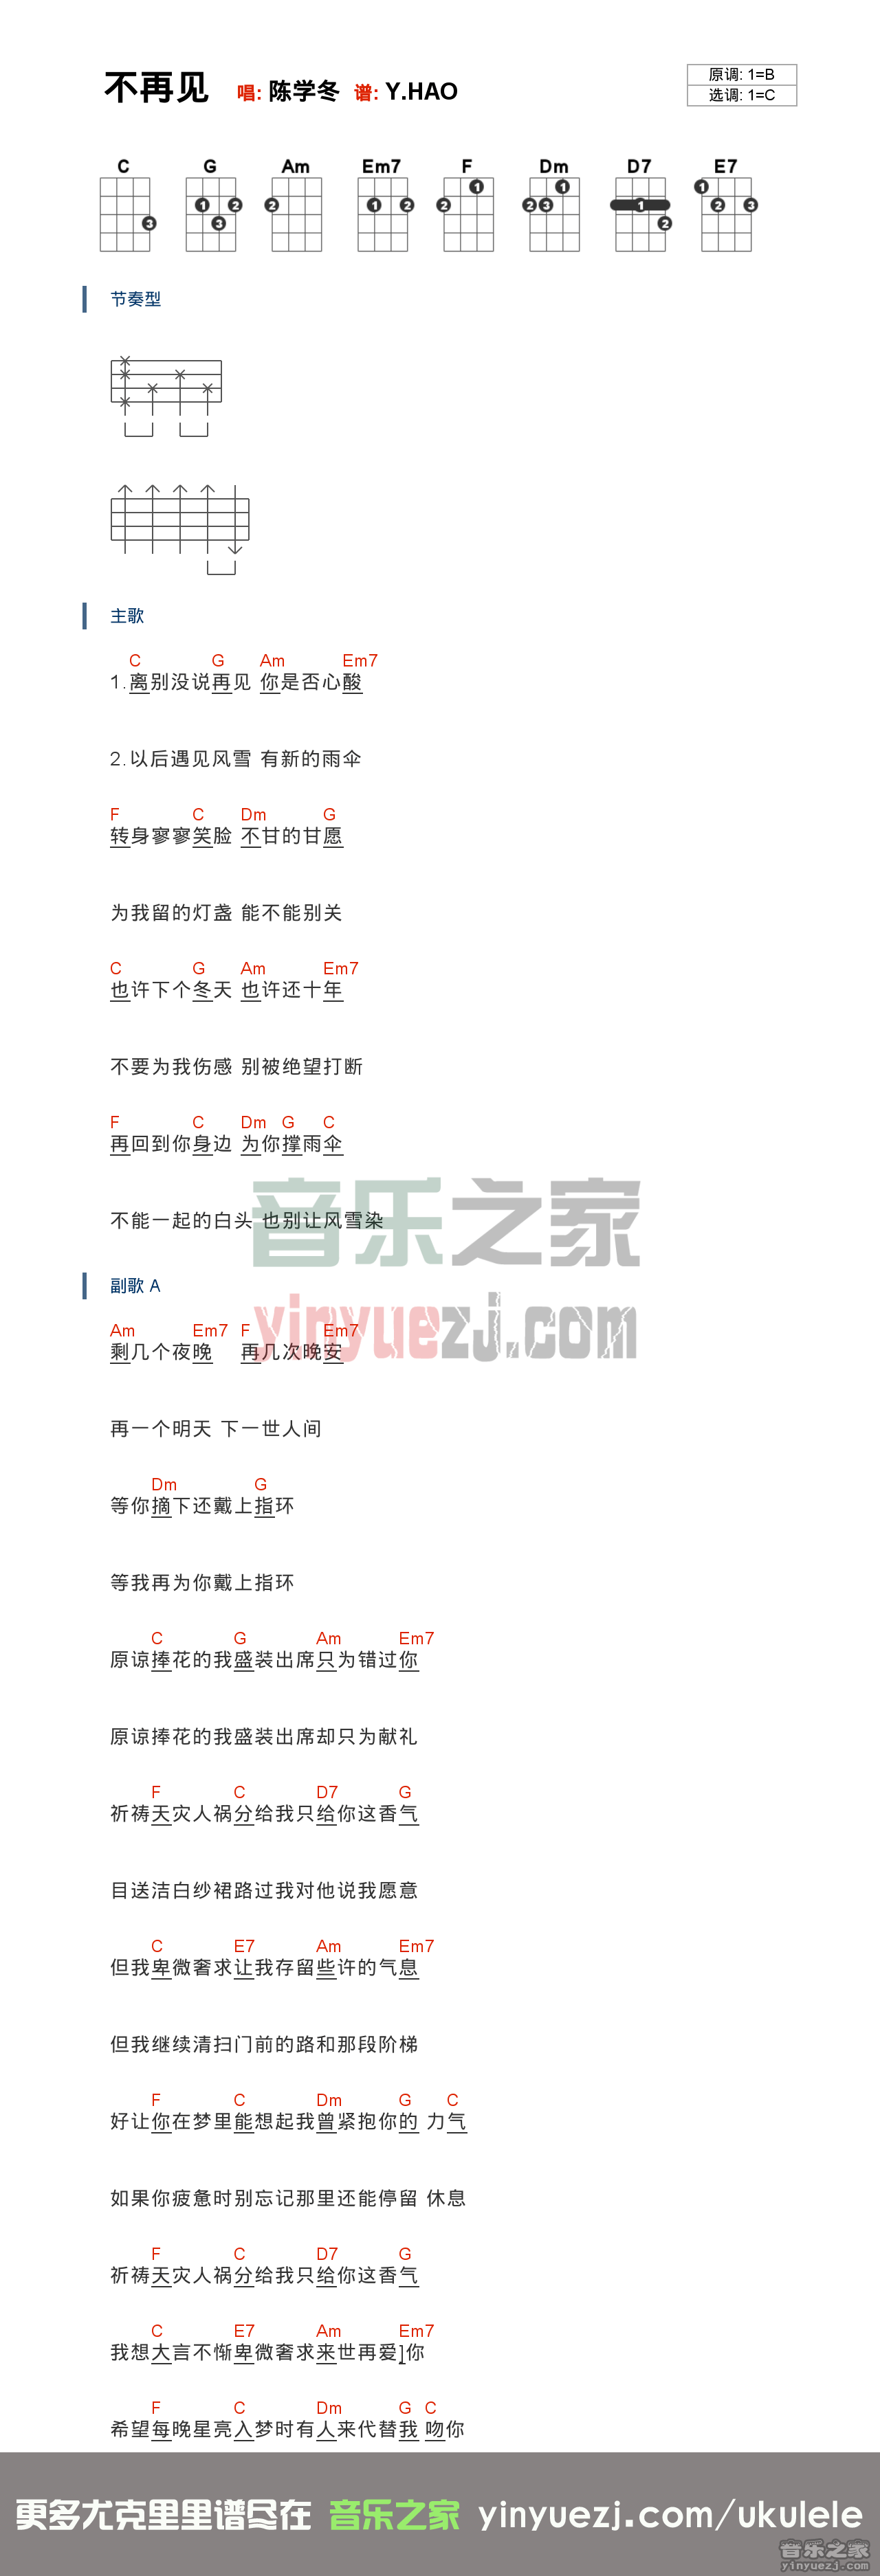 不再见 唱: 陈学冬 谱: Y.HAO
原调: 1=B
选调: 1=C
C G Am Em7 F Dm D7 E7
3 1 2 3 2 1 2 1 2 1 2 3 1 2 1 2 3
节奏型
主歌
C G Am Em7
1.离别没说再见 你是否心酸
2.以后遇见风雪 有新的雨伞
F C Dm G
转身寥寥笑脸 不甘的甘愿
为我留的灯盏 能不能别关
C G Am Em7
也许下个冬天 也许还十年
不要为我伤感 别被绝望打断
F C Dm G C
再回到你身边 为你撑雨伞
不能一起的白头 也别让风雪染
音乐之家
yinyuezj.com
副歌 A
Am Em7 F Em7
剩几个夜晚 再几次晚安
再一个明天 下一世人间
Dm G
等你摘下还戴上指环
等我再为你戴上指环
C G Am Em7
原谅捧花的我盛装出席只为错过你
原谅捧花的我盛装出席却只为献礼
F C D7 G
祈祷天灾人祸分给我只给你这香气
目送洁白纱裙路过我对他说我愿意
C E7 Am Em7
但我卑微奢求让我存留些许的气息
但我继续清扫门前的路和那段阶梯
F C Dm G C
好让你在梦里能想起我曾紧抱你的 力气
如果你疲惫时别忘记那里还能停留 休息
F C D7 G
祈祷天灾人祸分给我只给你这香气
C E7 Am Em7
我想大言不惭卑微奢求来世再爱]你
F C Dm G C
希望每晚星亮入梦时有人来代替我 吻你
更多尤克里里谱尽在 音乐之家 yinyuezj.com/ukulele
音乐之家
yinyuezj.com